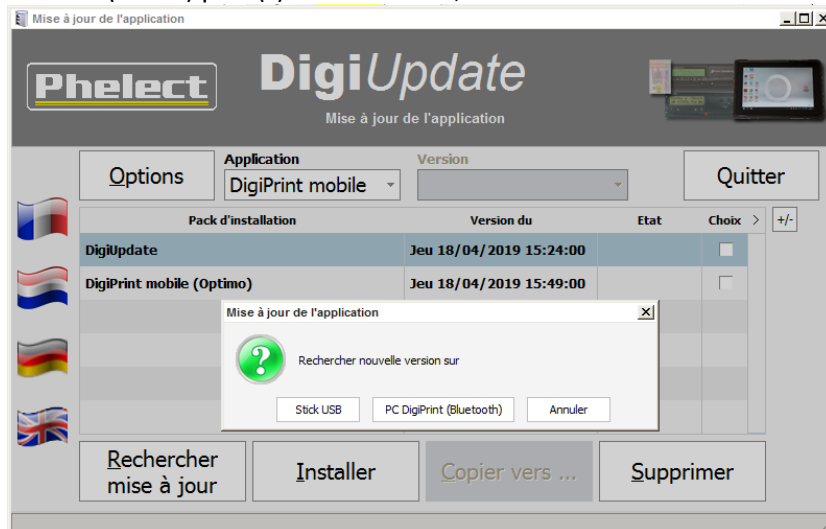 Mise à jour de l'application
Phelect
DigiUpdate
Mise à jour de l'application
Options
Application
DigiPrint mobile
Version
Quitter
Pack d'installation Version du Etat Choix > +/-
DigiUpdate Jeu 18/04/2019 15:24:00
DigiPrint mobile (Optimo) Jeu 18/04/2019 15:49:00
Mise à jour de l'application
Rechercher nouvelle version sur
Stick USB PC DigiPrint (Bluetooth) Annuler
Rechercher
mise à jour
Installer
Copier vers ...
Supprimer